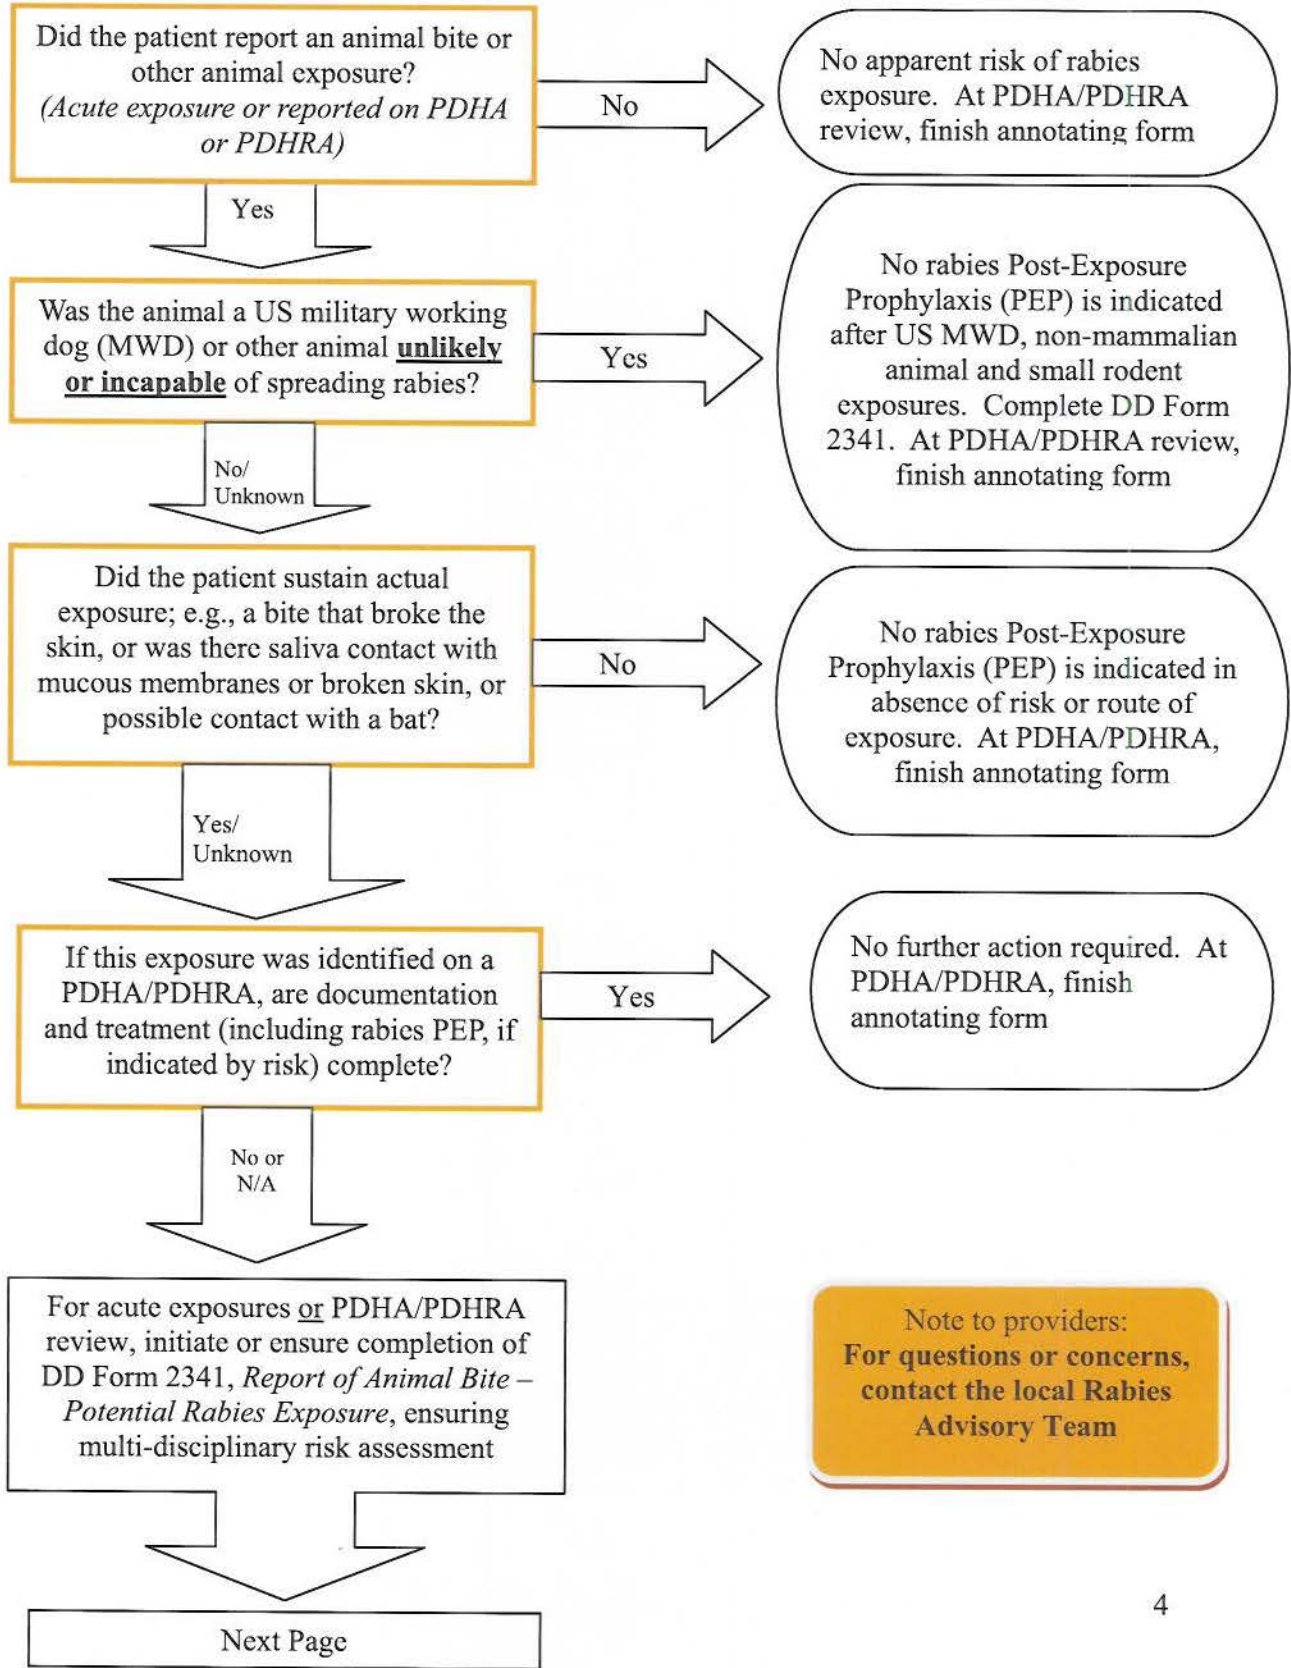 Did the patient report an animal bite or
other animal exposure?
(Acute exposure or reported on PDHA
or PDHRA)
No
No apparent risk of rabies
exposure. At PDHA/PDHRA
review, finish annotating form
Yes
Was the animal a US military working
dog (MWD) or other animal unlikely
or incapable of spreading rabies?
Yes
No rabies Post-Exposure
Prophylaxis (PEP) is indicated
after US MWD, non-mammalian
animal and small rodent
exposures. Complete DD Form
2341. At PDHA/PDHRA review,
finish annotating form
No/
Unknown
Did the patient sustain actual
exposure; e.g., a bite that broke the
skin, or was there saliva contact with
mucous membranes or broken skin, or
possible contact with a bat?
No
No rabies Post-Exposure
Prophylaxis (PEP) is indicated in
absence of risk or route of
exposure. At PDHA/PDHRA,
finish annotating form
Yes/
Unknown
If this exposure was identified on a
PDHA/PDHRA, are documentation
and treatment (including rabies PEP, if
indicated by risk) complete?
Yes
No further action required. At
PDHA/PDHRA, finish
annotating form
No or
N/A
For acute exposures or PDHA/PDHRA
review, initiate or ensure completion of
DD Form 2341, Report of Animal Bite –
Potential Rabies Exposure, ensuring
multi-disciplinary risk assessment
Note to providers:
For questions or concerns,
contact the local Rabies
Advisory Team
Next Page
4